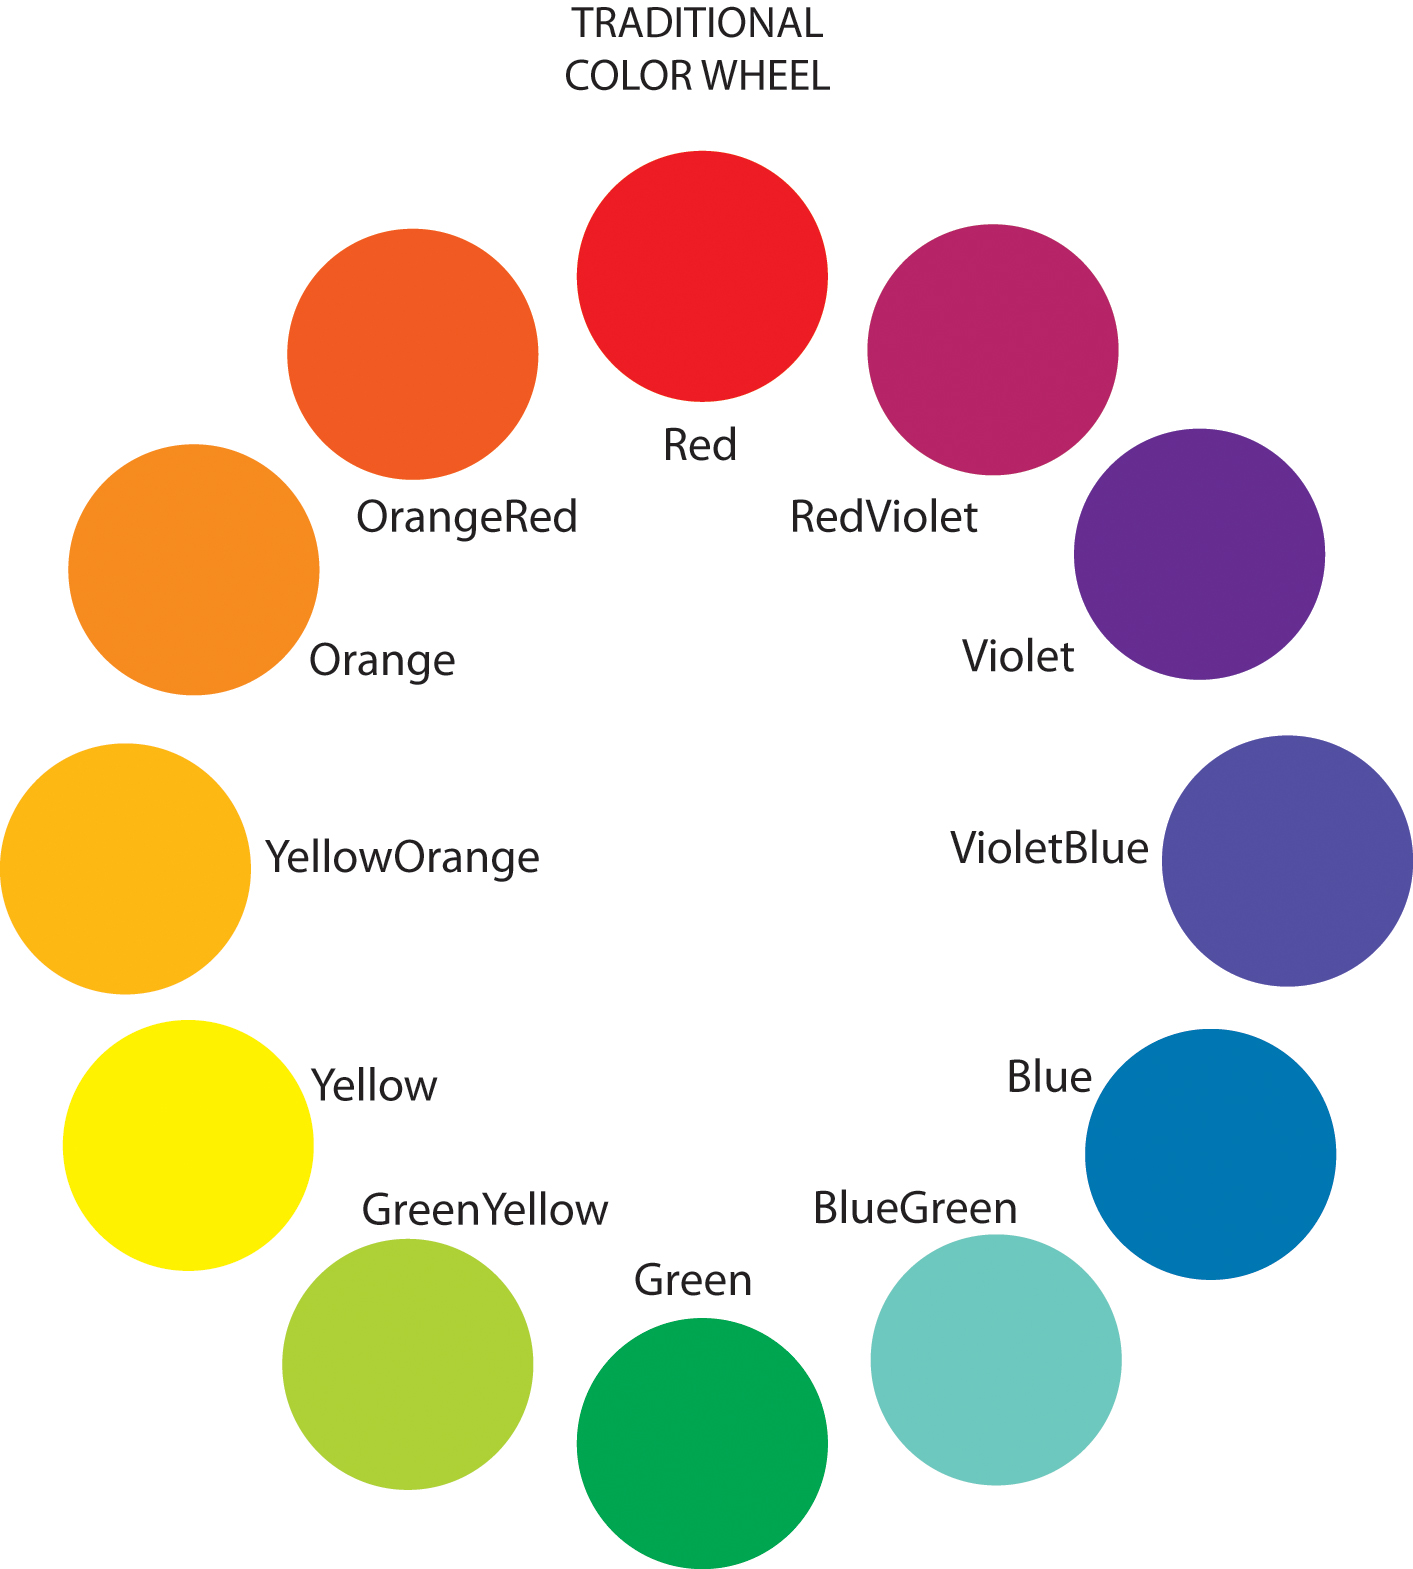 TRADITIONAL
COLOR WHEEL
Red
OrangeRed
RedViolet
Orange
Violet
YellowOrange
VioletBlue
Yellow
Blue
GreenYellow
BlueGreen
Green